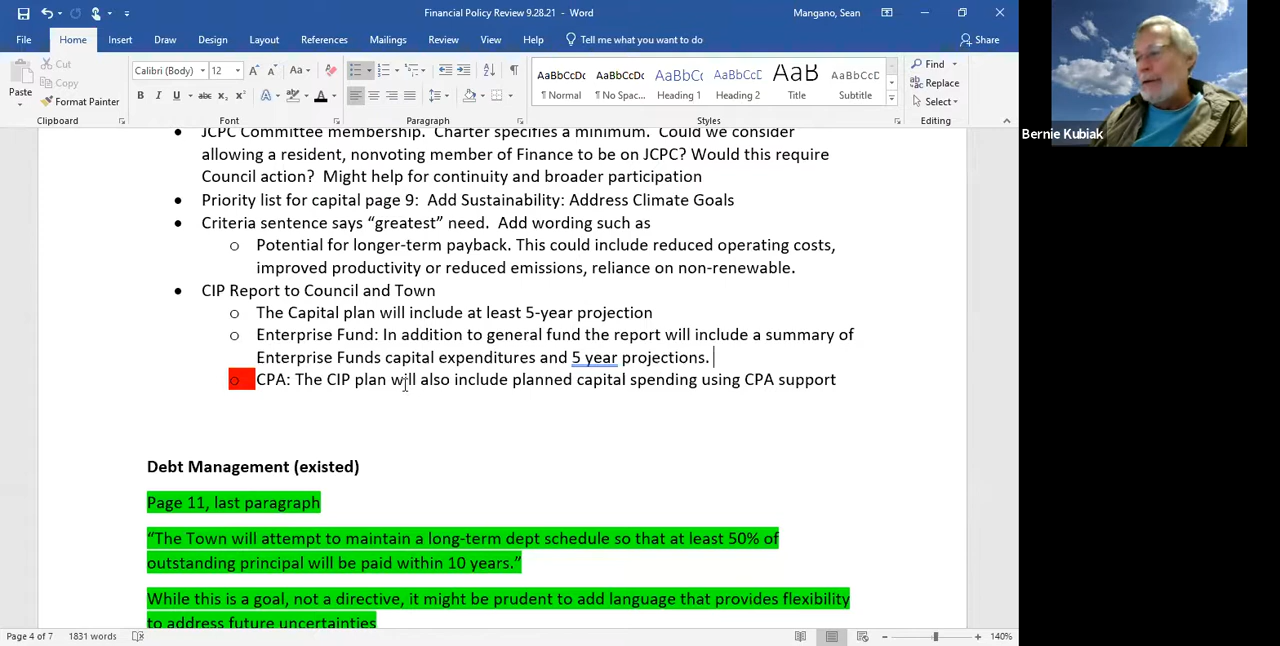 Financial Policy Review 9.28.21 - Word
Mangano, Sean
File Home Insert Draw Design Layout References Mailings Review View Help Tell me what you want to do Share
Paste
Cut
Copy
Format Painter
Clipboard
Calibri (Body) 12
Font
Paragraph
AaBbCcDc AaBbCcDc AaBbC AaBbCcD AaB AaBbCcD
¶ Normal ¶ No Spac... Heading 1 Heading 2 Title Subtitle
Styles
Find
Replace
Select
Editing
JCPC Committee membership. Charter specifies a minimum. Could we consider
allowing a resident, nonvoting member of Finance to be on JCPC? Would this require
Council action? Might help for continuity and broader participation
• Priority list for capital page 9: Add Sustainability: Address Climate Goals
• Criteria sentence says “greatest” need. Add wording such as
o Potential for longer-term payback. This could include reduced operating costs,
improved productivity or reduced emissions, reliance on non-renewable.
• CIP Report to Council and Town
o The Capital plan will include at least 5-year projection
o Enterprise Fund: In addition to general fund the report will include a summary of
Enterprise Funds capital expenditures and 5 year projections.
o CPA: The CIP plan will also include planned capital spending using CPA support
Debt Management (existed)
Page 11, last paragraph
“The Town will attempt to maintain a long-term dept schedule so that at least 50% of
outstanding principal will be paid within 10 years.”
While this is a goal, not a directive, it might be prudent to add language that provides flexibility
to address future uncertainties
Page 4 of 7 1831 words 140%
Bernie Kubiak